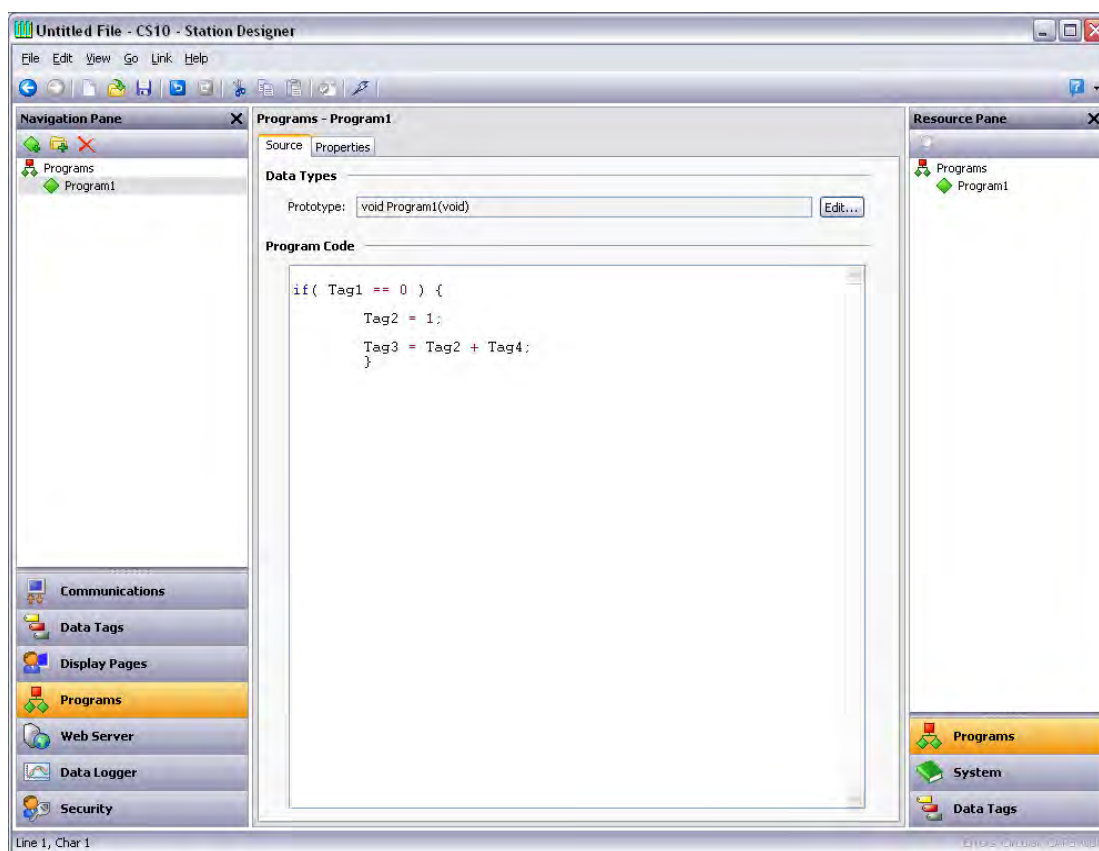 Untitled File - CS10 - Station Designer
File Edit View Go Link Help
Navigation Pane
Programs
Program1
Communications
Data Tags
Display Pages
Programs
Web Server
Data Logger
Security
Programs - Program1
Source Properties
Data Types
Prototype: void Program1(void) Edit...
Program Code
if( Tag1 == 0 ) {
Tag2 = 1;
Tag3 = Tag2 + Tag4;
}
Resource Pane
Programs
Program1
Programs
System
Data Tags
Line 1, Char 1